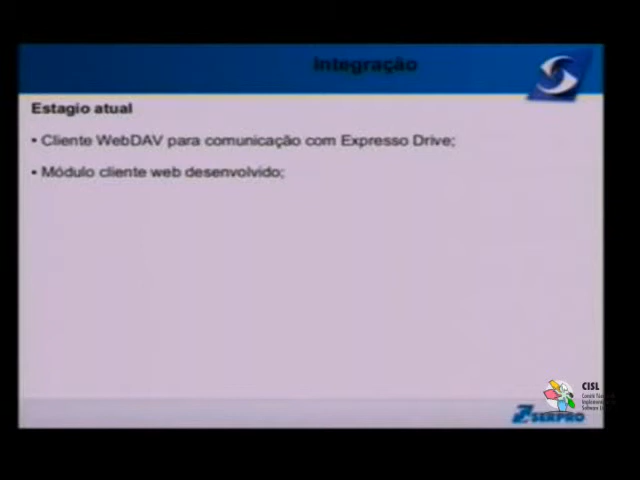 Integração
Estagio atual
• Cliente WebDAV para comunicação com Expresso Drive;
• Módulo cliente web desenvolvido;
CISL
SERPRO